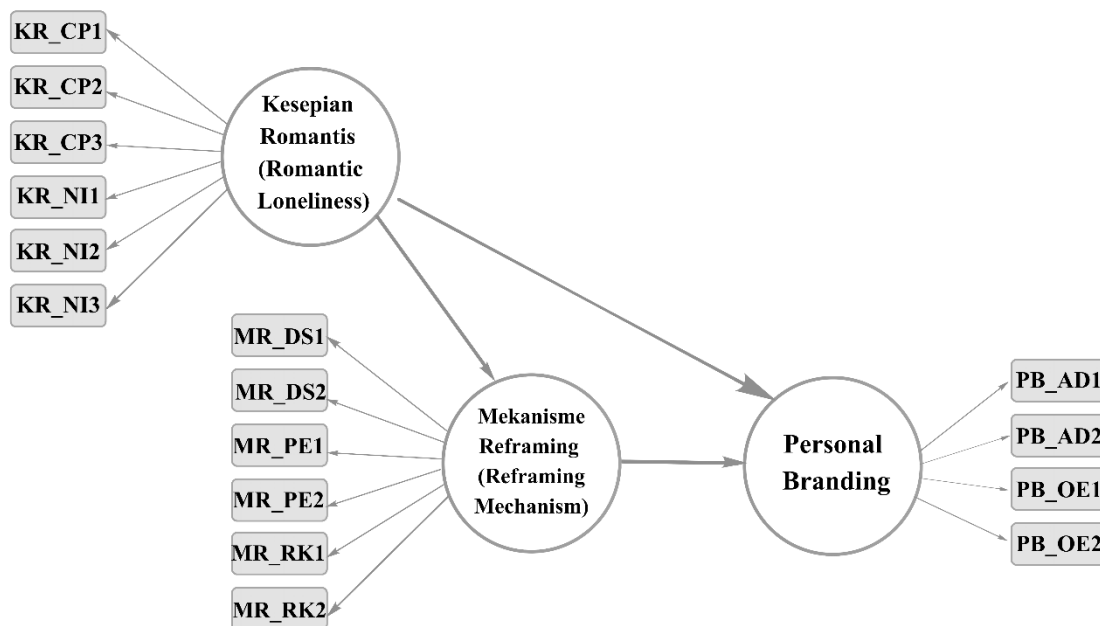 KR_CP1
KR_CP2
KR_CP3
KR_NI1
KR_NI2
KR_NI3
Kesepian
Romantis
(Romantic
Loneliness)
MR_DS1
MR_DS2
MR_PE1
MR_PE2
MR_RK1
MR_RK2
Mekanisme
Reframing
(Reframing
Mechanism)
Personal
Branding
PB_AD1
PB_AD2
PB_OE1
PB_OE2